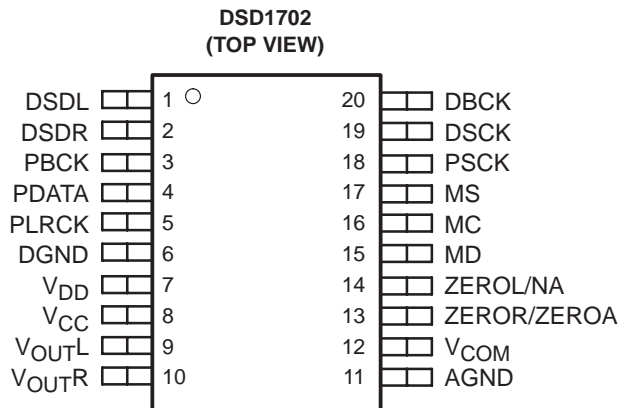 DSD1702
(TOP VIEW)
DSDL 1 20 DBCK
DSDR 2 19 DSCK
PBCK 3 18 PSCK
PDATA 4 17 MS
PLRCK 5 16 MC
DGND 6 15 MD
VDD 7 14 ZEROL/NA
VCC 8 13 ZEROR/ZEROA
VOUTL 9 12 VCOM
VOUTR 10 11 AGND